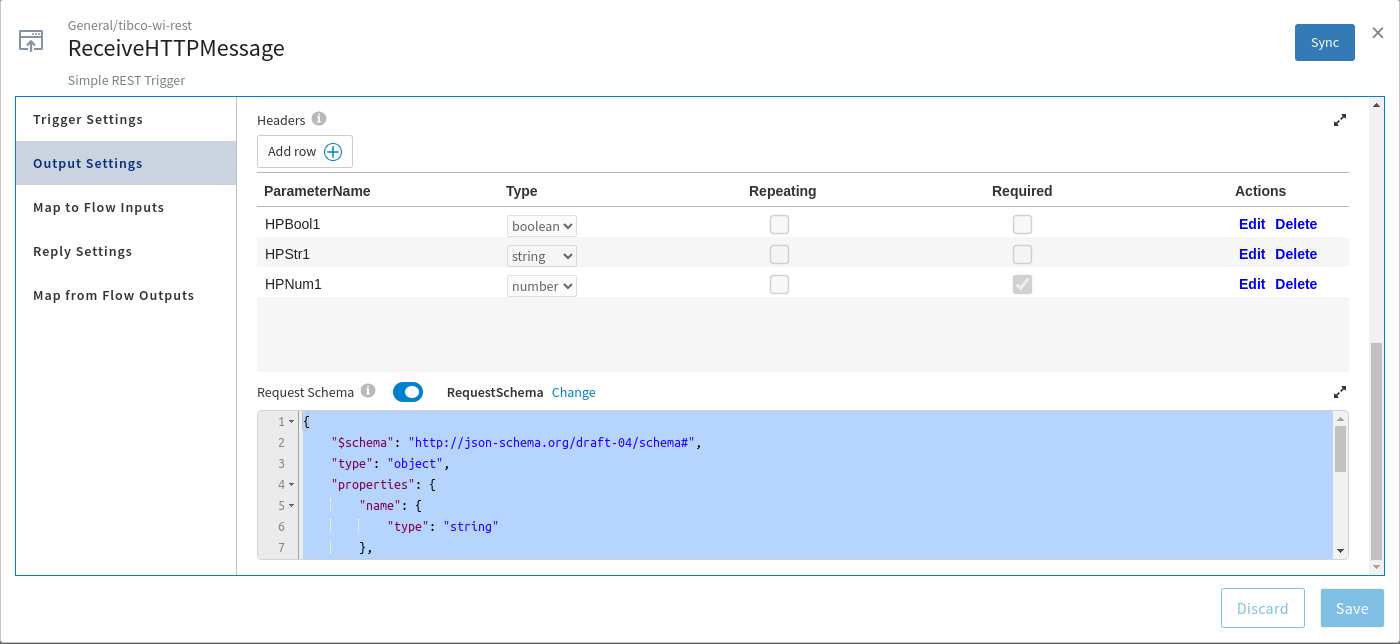 General/tibco-wi-rest
ReceiveHTTPMessage
Simple REST Trigger
Sync
Trigger Settings
Output Settings
Map to Flow Inputs
Reply Settings
Map from Flow Outputs
Headers
Add row
ParameterName Type Repeating Required Actions
HPBool1 boolean Edit Delete
HPStr1 string Edit Delete
HPNum1 number Edit Delete
Request Schema RequestSchema Change
1 {
2 "$schema": "http://json-schema.org/draft-04/schema#",
3 "type": "object",
4 "properties": {
5 "name": {
6 "type": "string"
7 },
Discard Save